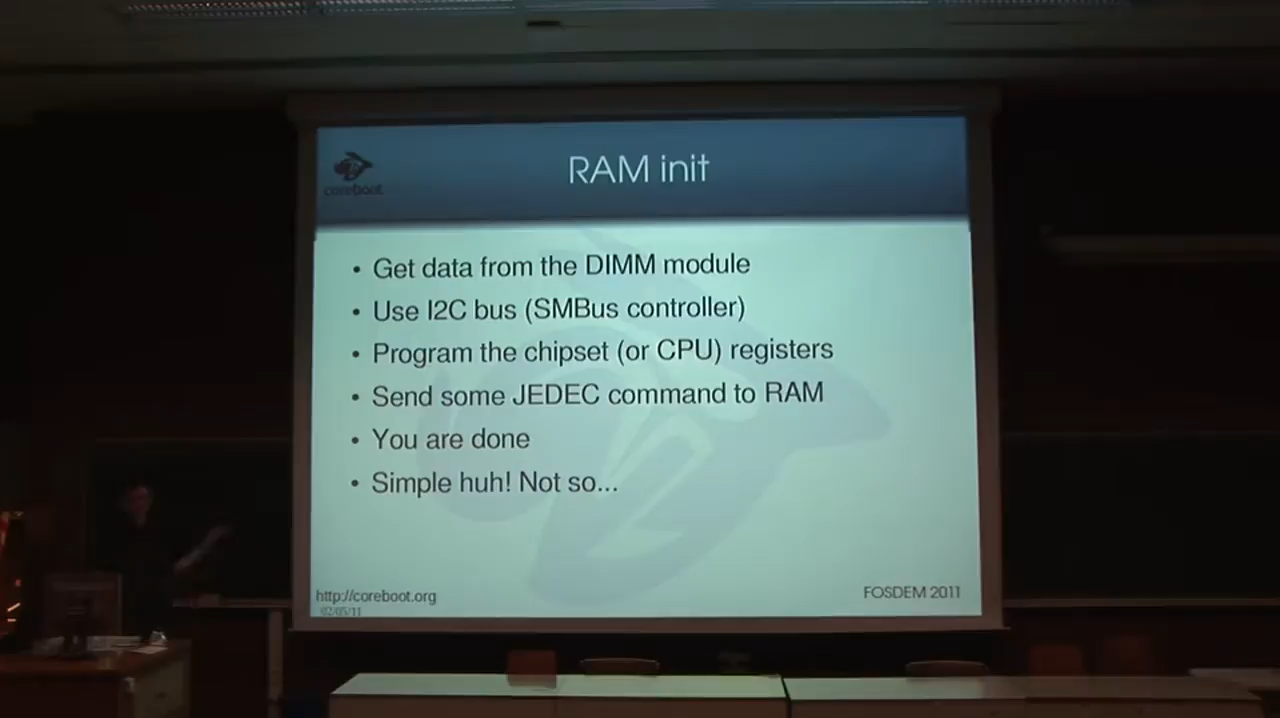 coreboot
RAM init
• Get data from the DIMM module
• Use I2C bus (SMBus controller)
• Program the chipset (or CPU) registers
• Send some JEDEC command to RAM
• You are done
• Simple huh! Not so...
http://coreboot.org
FOSDEM 2011
02/05/11